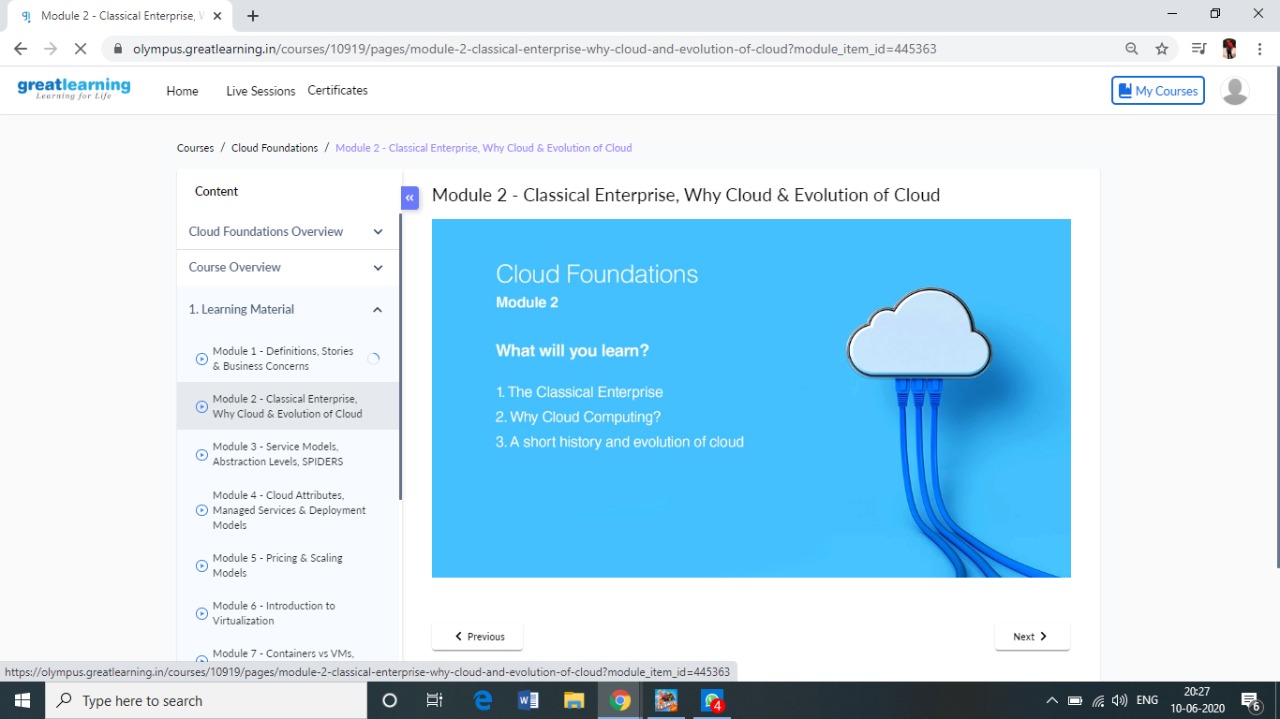 Module 2 - Classical Enterprise, W
olympus.greatlearning.in/courses/10919/pages/module-2-classical-enterprise-why-cloud-and-evolution-of-cloud?module_item_id=445363
greatlearning
Learning for Life
Home
Live Sessions
Certificates
My Courses
Courses / Cloud Foundations / Module 2 - Classical Enterprise, Why Cloud & Evolution of Cloud
Content
Cloud Foundations Overview
Course Overview
1. Learning Material
Module 1 - Definitions, Stories
& Business Concerns
Module 2 - Classical Enterprise,
Why Cloud & Evolution of Cloud
Module 3 - Service Models,
Abstraction Levels, SPIDERS
Module 4 - Cloud Attributes,
Managed Services & Deployment
Models
Module 5 - Pricing & Scaling
Models
Module 6 - Introduction to
Virtualization
Module 7 - Containers vs VMs,
«
Module 2 - Classical Enterprise, Why Cloud & Evolution of Cloud
Cloud Foundations
Module 2
What will you learn?
1. The Classical Enterprise
2. Why Cloud Computing?
3. A short history and evolution of cloud
Previous
Next
https://olympus.greatlearning.in/courses/10919/pages/module-2-classical-enterprise-why-cloud-and-evolution-of-cloud?module_item_id=445363
Type here to search
4
ENG
20:27
10-06-2020
6